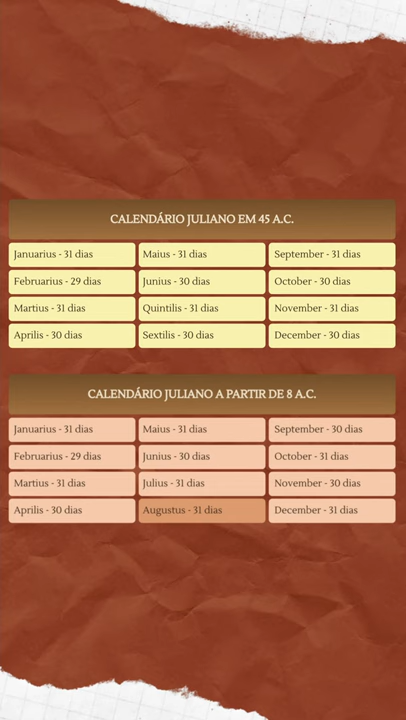 CALENDÁRIO JULIANO EM 45 A.C.
Januarius - 31 dias
Maius - 31 dias
September - 31 dias
Februarius - 29 dias
Junius - 30 dias
October - 30 dias
Martius - 31 dias
Quintilis - 31 dias
November - 31 dias
Aprilis - 30 dias
Sextilis - 30 dias
December - 30 dias
CALENDÁRIO JULIANO A PARTIR DE 8 A.C.
Januarius - 31 dias
Maius - 31 dias
September - 30 dias
Februarius - 29 dias
Junius - 30 dias
October - 31 dias
Martius - 31 dias
Julius - 31 dias
November - 30 dias
Aprilis - 30 dias
Augustus - 31 dias
December - 31 dias